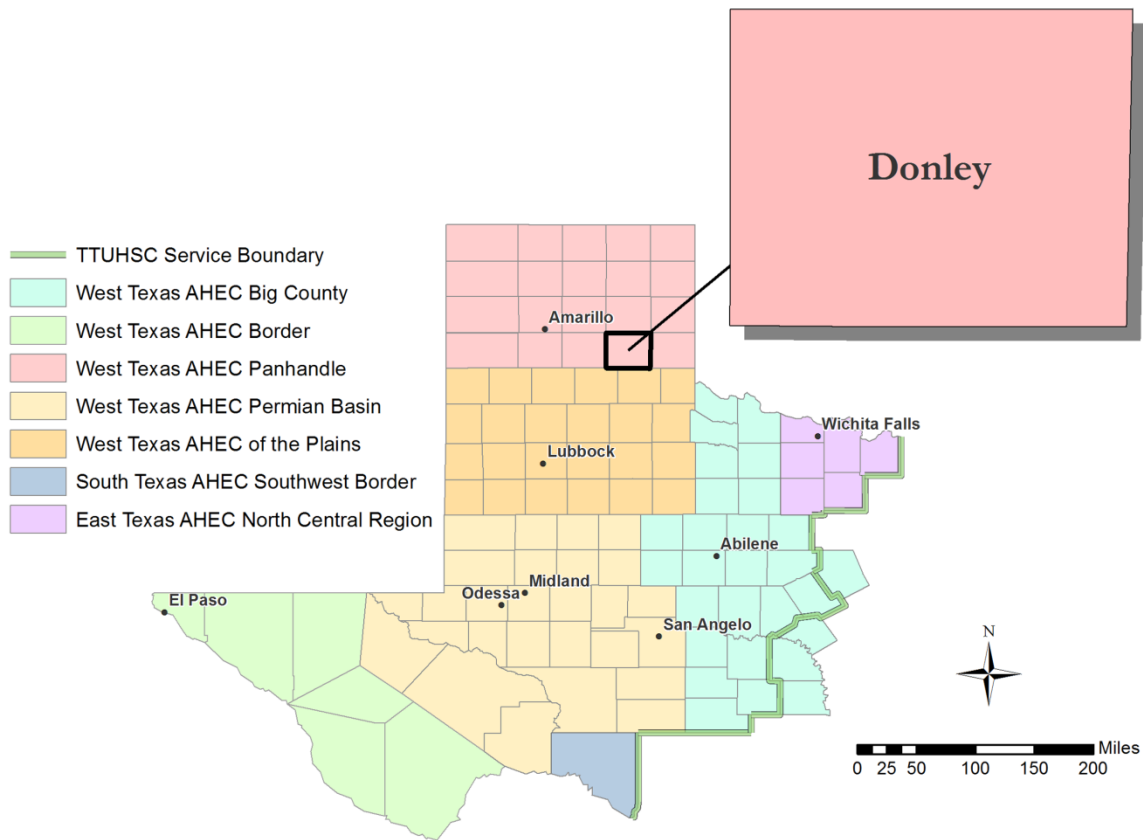 Donley
TTUHSC Service Boundary
West Texas AHEC Big County
West Texas AHEC Border
West Texas AHEC Panhandle
West Texas AHEC Permian Basin
West Texas AHEC of the Plains
South Texas AHEC Southwest Border
East Texas AHEC North Central Region
Amarillo
Wichita Falls
Lubbock
Abilene
Midland
Odessa
El Paso
San Angelo
N
Miles
0 25 50 100 150 200